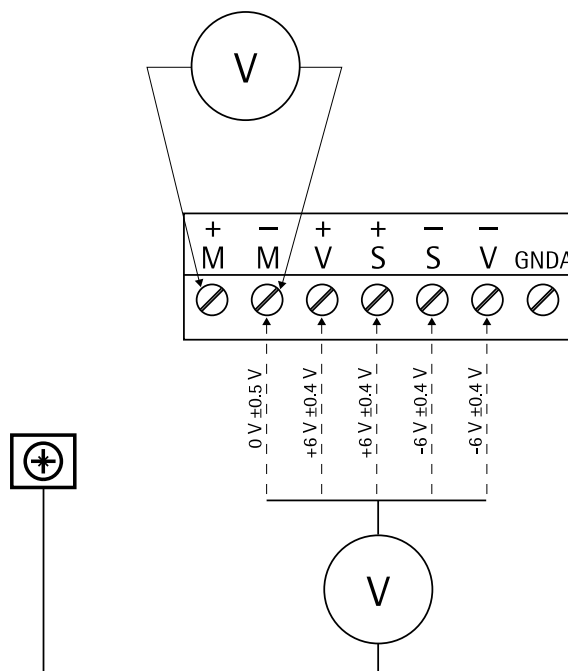 V
+ − + + − −
M M V S S V GNDA
0 V ±0.5 V
+6 V ±0.4 V
+6 V ±0.4 V
-6 V ±0.4 V
-6 V ±0.4 V
V